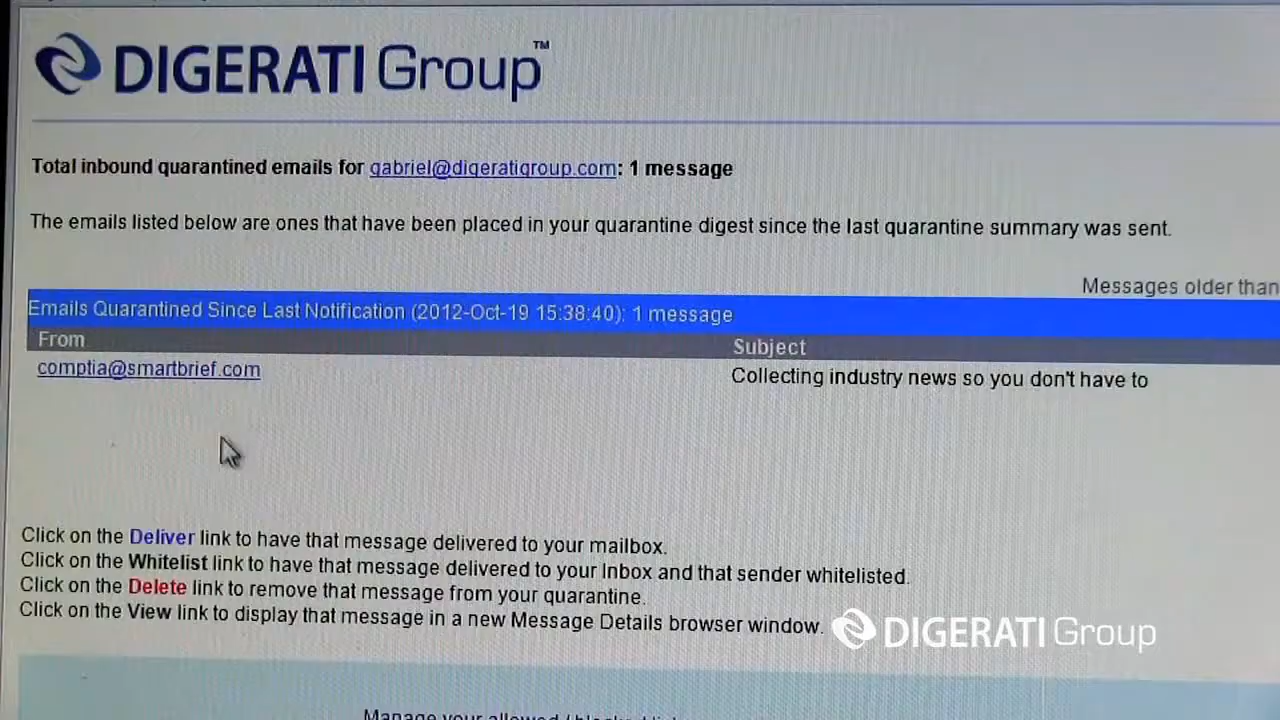 DIGERATI Group™
Total inbound quarantined emails for gabriel@digeratigroup.com: 1 message
The emails listed below are ones that have been placed in your quarantine digest since the last quarantine summary was sent.
Messages older than
Emails Quarantined Since Last Notification (2012-Oct-19 15:38:40): 1 message
From Subject
comptia@smartbrief.com Collecting industry news so you don't have to
Click on the Deliver link to have that message delivered to your mailbox.
Click on the Whitelist link to have that message delivered to your Inbox and that sender whitelisted.
Click on the Delete link to remove that message from your quarantine.
Click on the View link to display that message in a new Message Details browser window.
DIGERATI Group
Manage your allowed / blocked